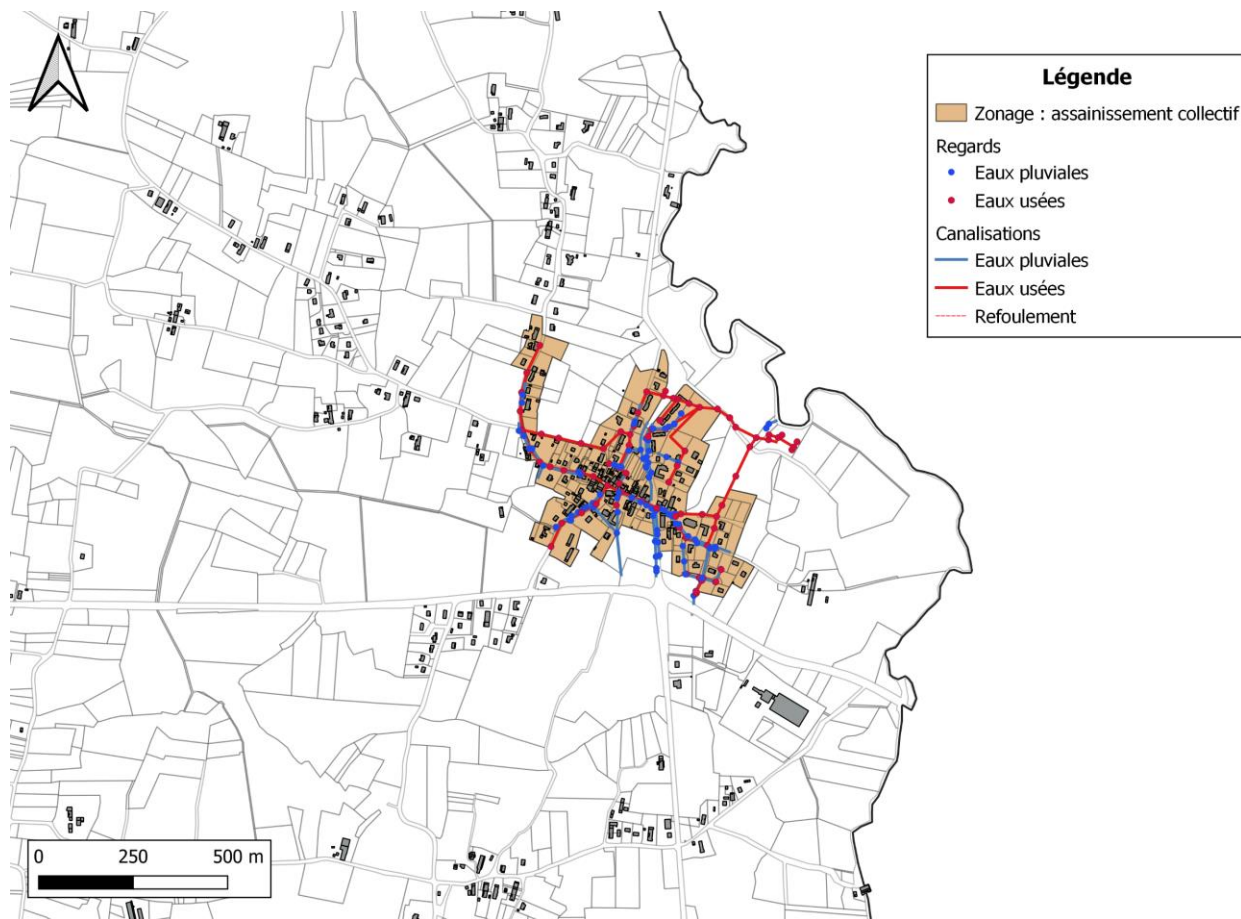 Légende
Zonage : assainissement collectif
Regards
Eaux pluviales
Eaux usées
Canalisations
Eaux pluviales
Eaux usées
Refoulement
0 250 500 m